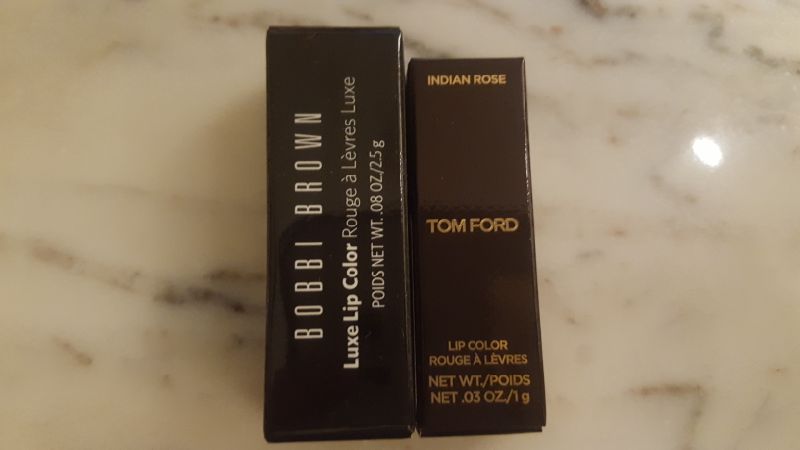 BOBBI BROWN
Luxe Lip Color Rouge à Lèvres Luxe
POIDS NET WT. .08 OZ./2.5 g
INDIAN ROSE
TOM FORD
LIP COLOR
ROUGE À LÈVRES
NET WT./POIDS
NET .03 OZ./1 g